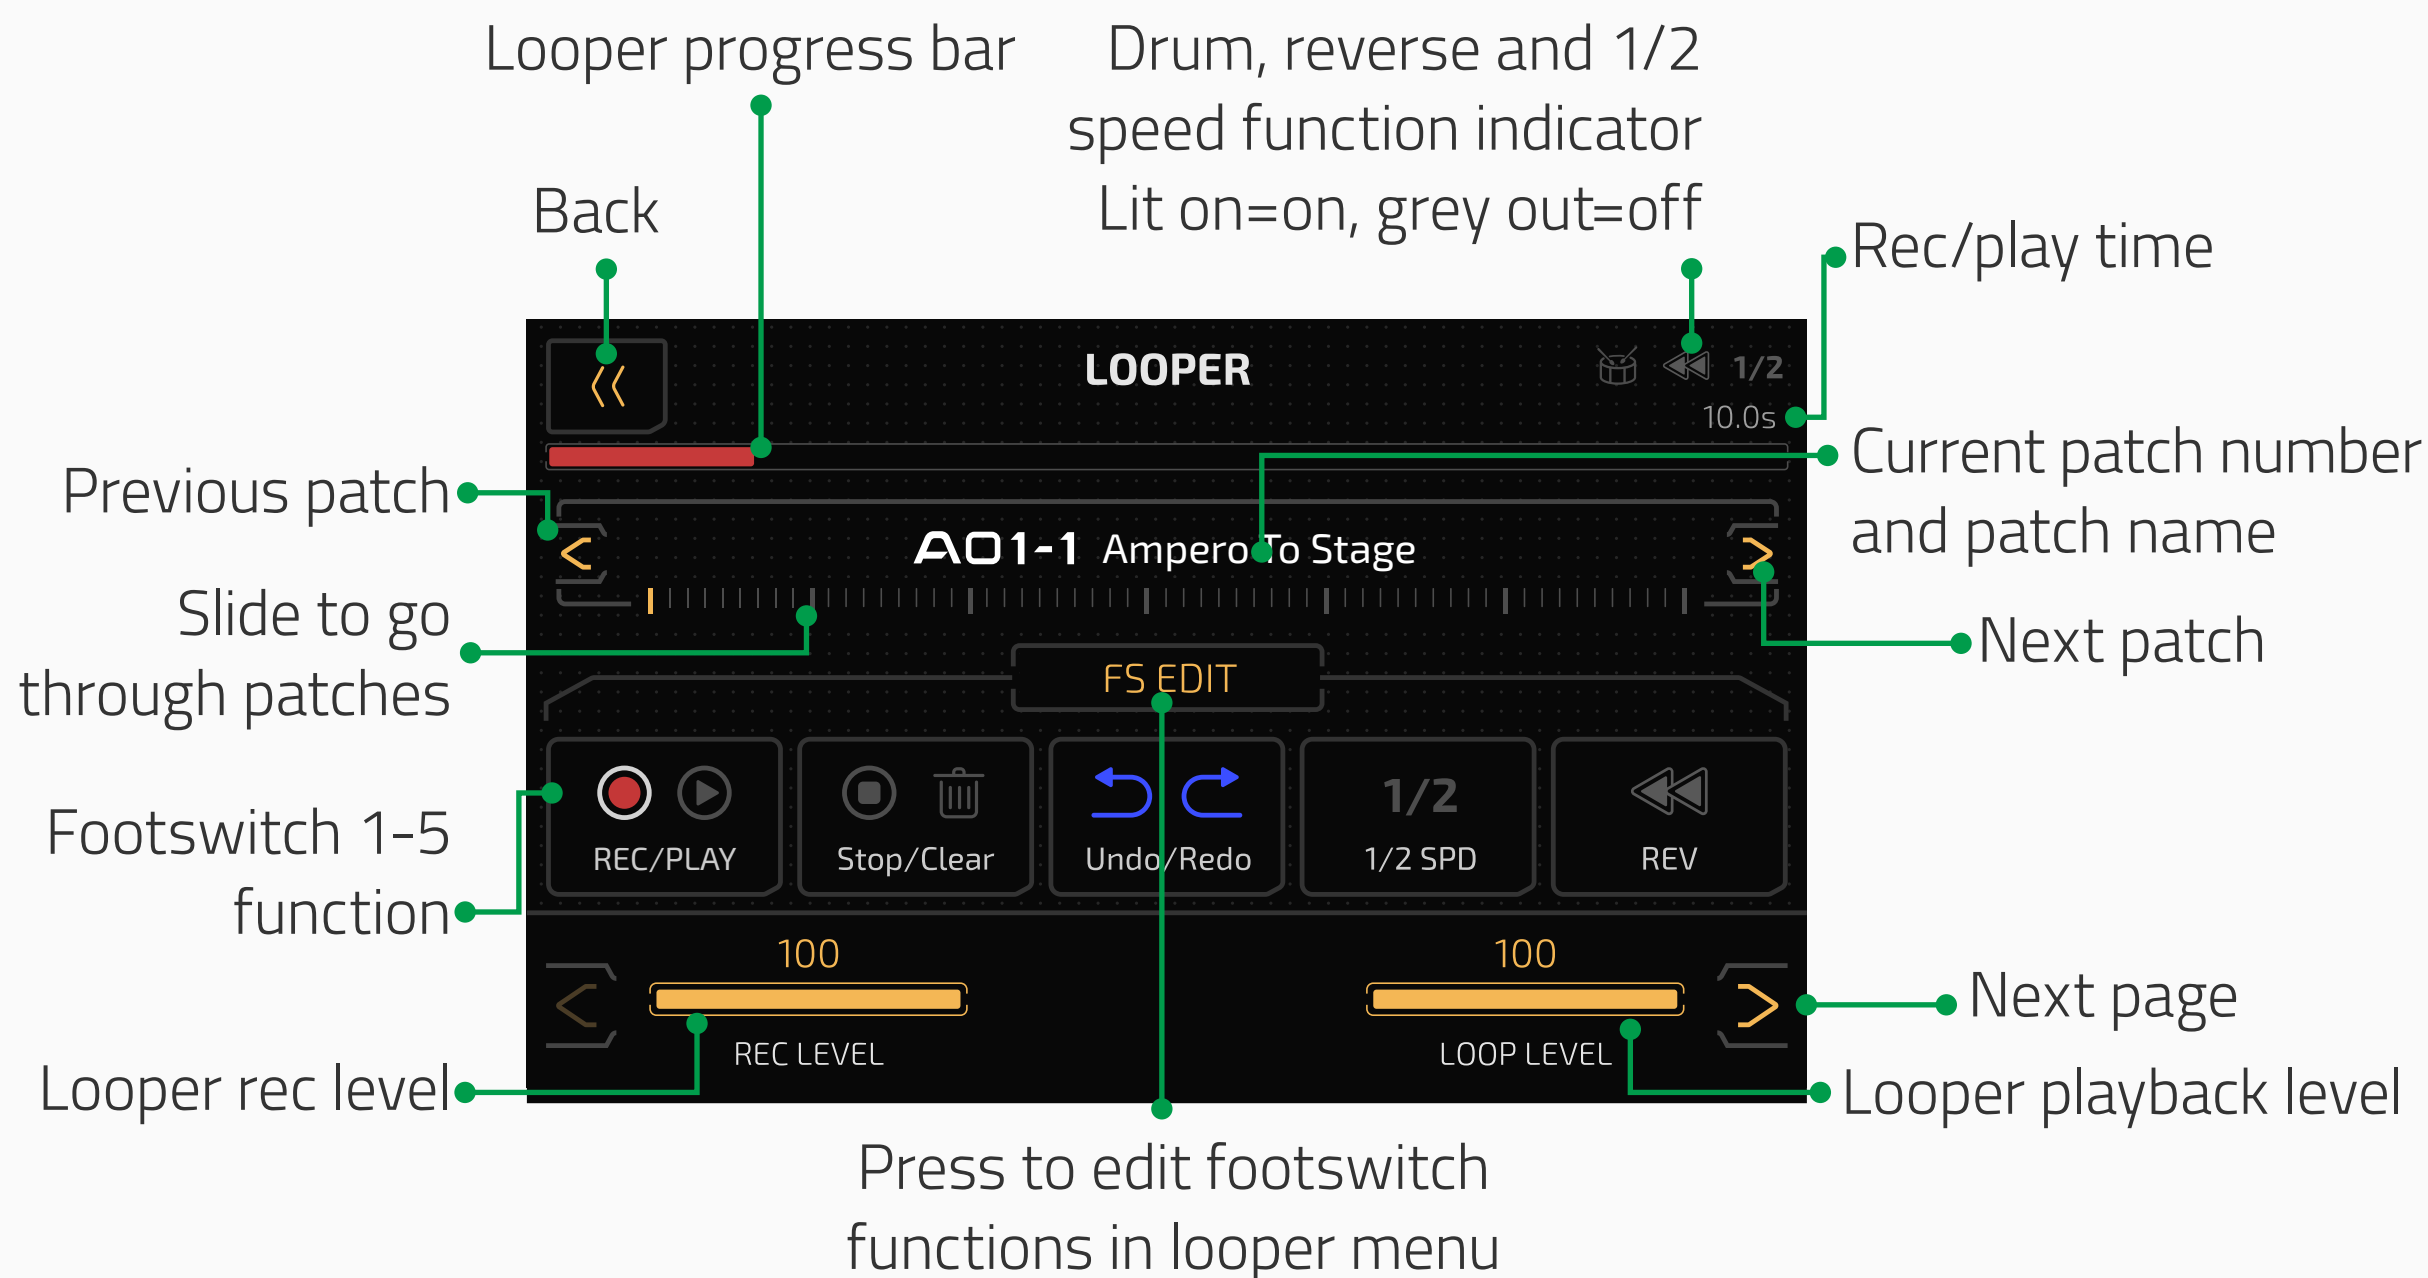 Looper progress bar
Drum, reverse and 1/2
speed function indicator
Lit on=on, grey out=off
Back
Rec/play time
LOOPER
1/2
10.0s
Current patch number
and patch name
Previous patch
A01-1 Ampero To Stage
Slide to go
through patches
Next patch
FS EDIT
Footswitch 1-5
function
REC/PLAY
Stop/Clear
Undo/Redo
1/2
1/2 SPD
REV
100
100
REC LEVEL
LOOP LEVEL
Next page
Looper rec level
Looper playback level
Press to edit footswitch
functions in looper menu